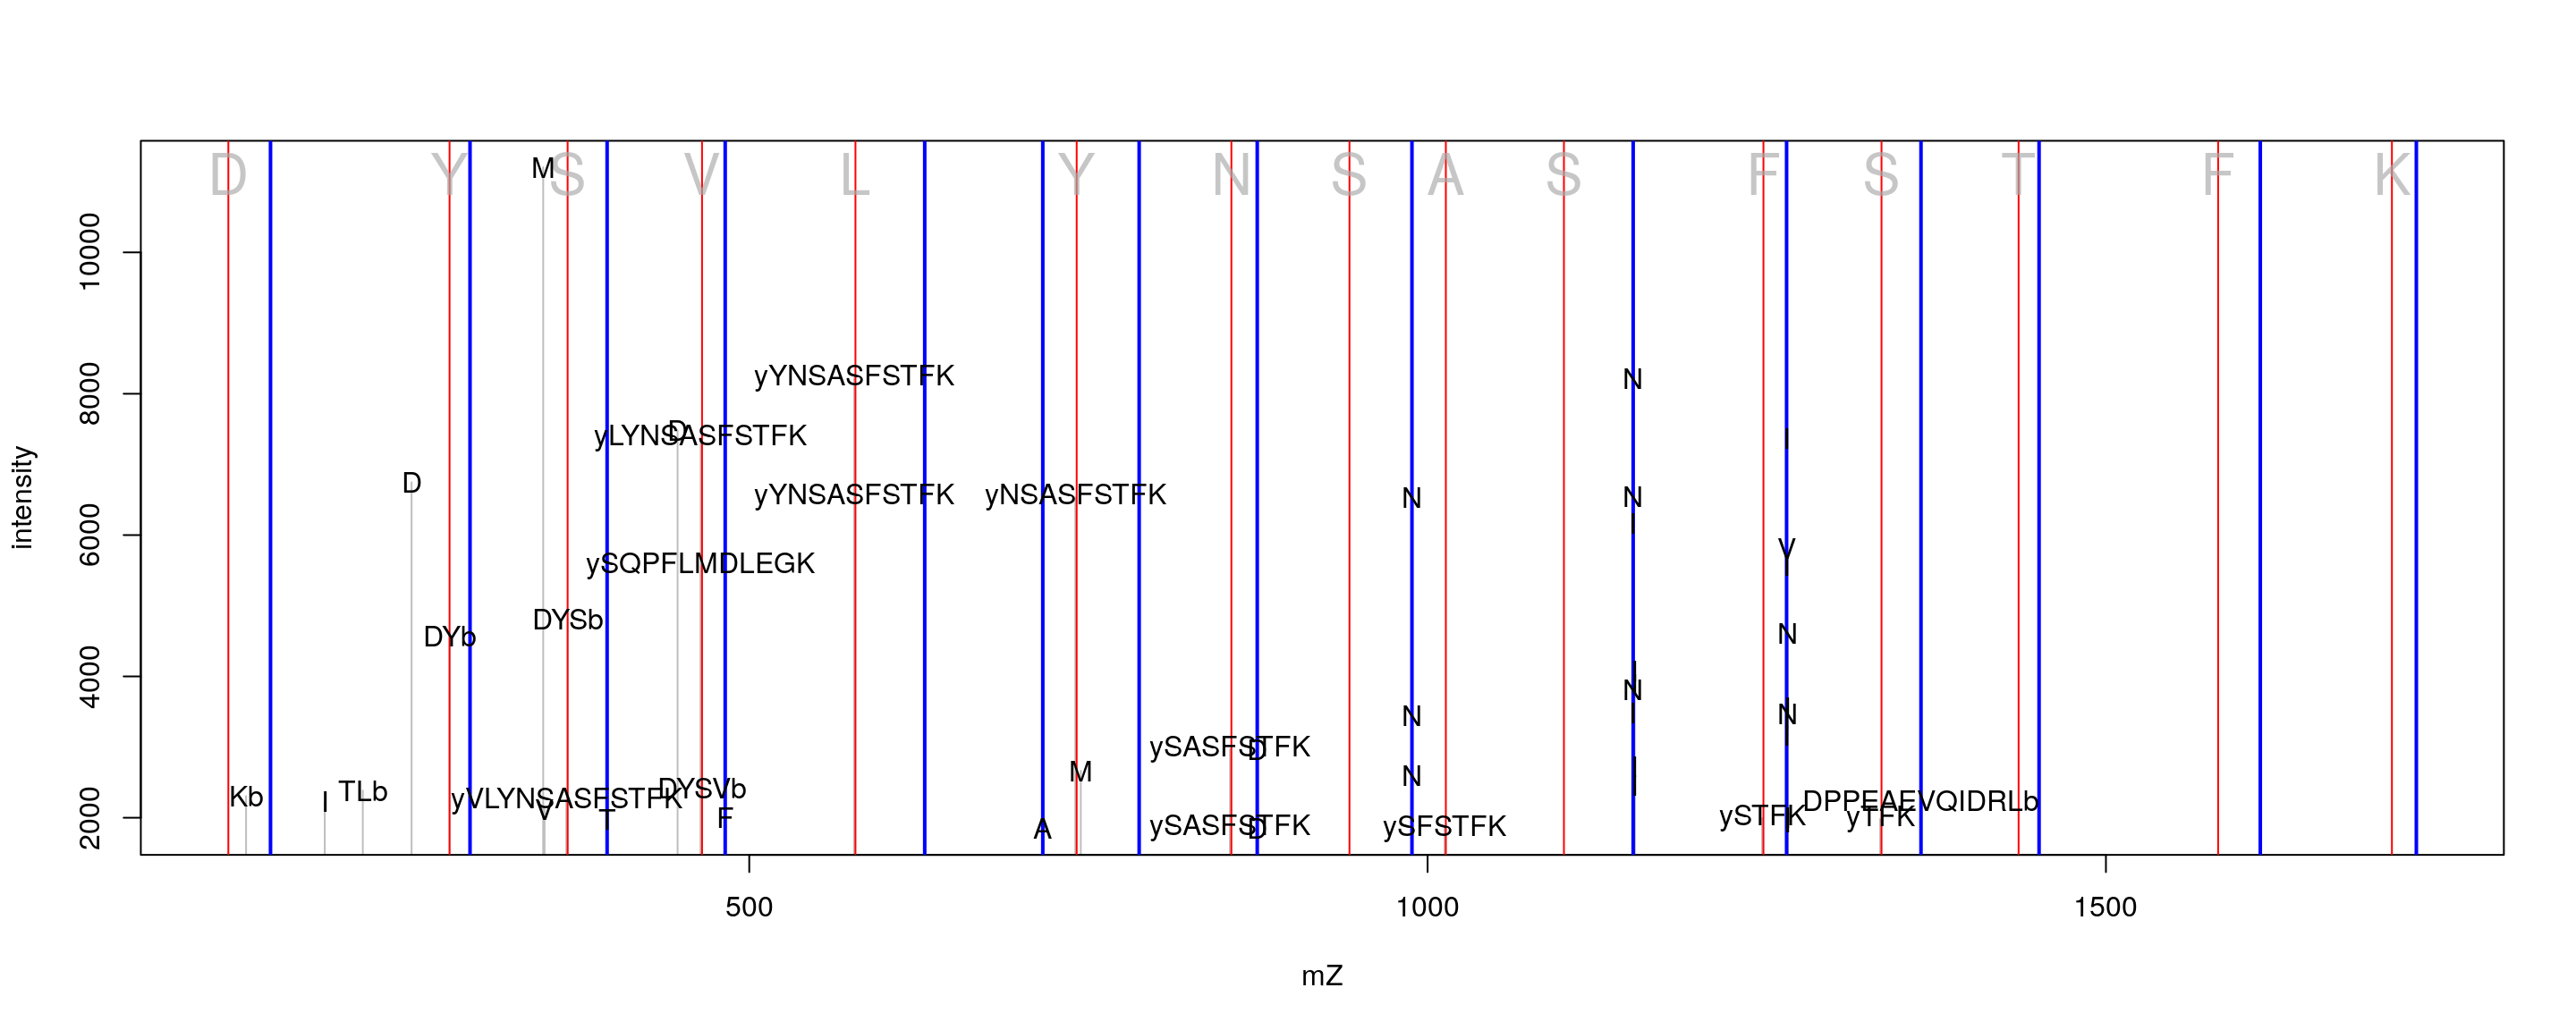 D Y S V L Y N S A S F S T F K
M
10000
yYNSASFSTFK
N
8000
yLYNSASFSTFK
D
I
D
yYNSASFSTFK
yNSASFSTFK
N
N
I
6000
intensity
ySQPFLMDLEGK
V
DYSb
DYb
N
4000
N
I
N
N
ySASFSTFK
D
M
N
DYSVb
TLb
Kb
I
yVLYNSASFSTFK
V
DPPEAEVQIDRLb
2000
T
F
A
ySASFSTFK
D
ySFSTFK
ySTFK
yTFK
500 1000 1500
mZ